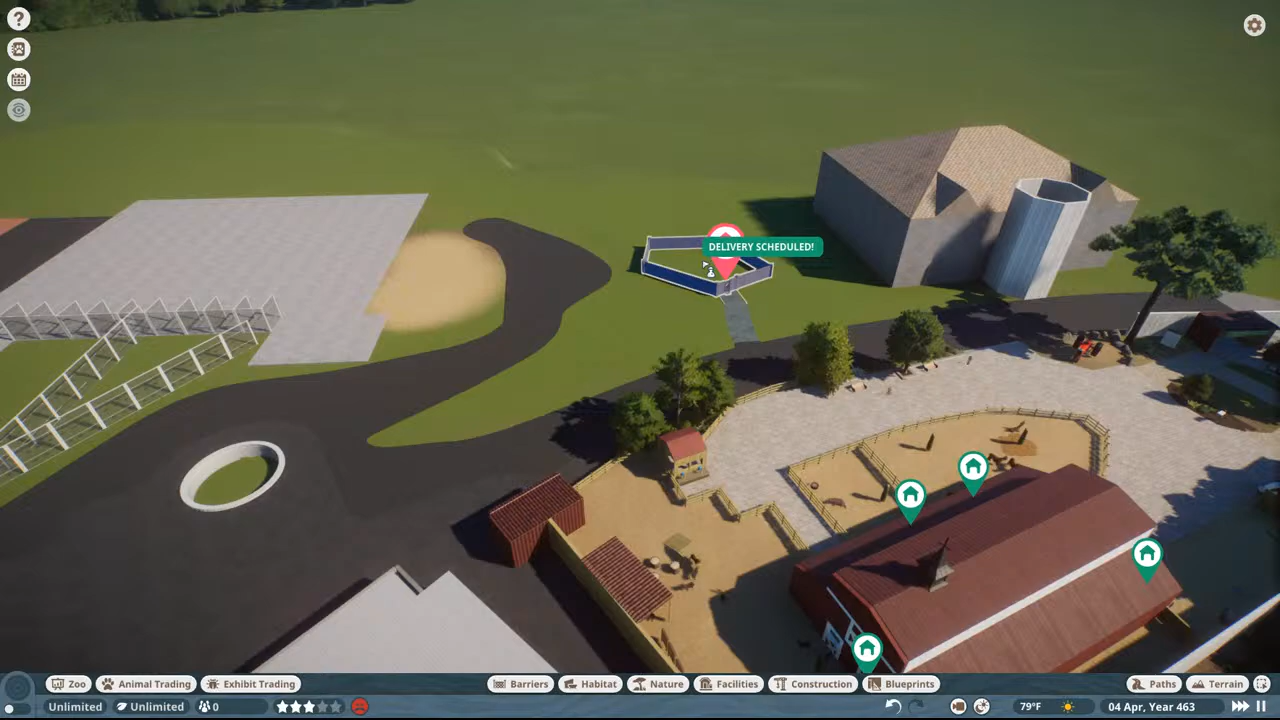 ?
DELIVERY SCHEDULED!
Zoo
Animal Trading
Exhibit Trading
Barriers
Habitat
Nature
Facilities
Construction
Blueprints
Paths
Terrain
Unlimited
Unlimited
0
79°F
04 Apr, Year 463